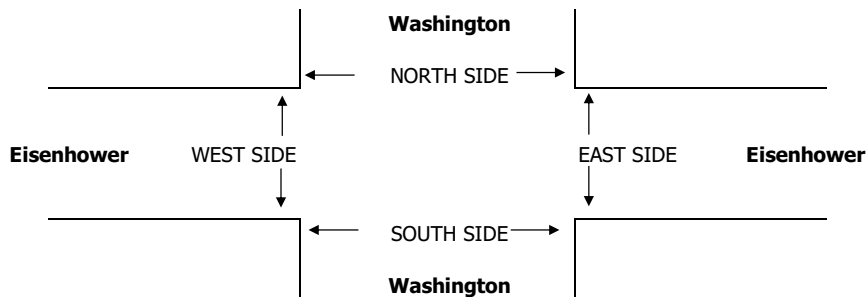 Washington
NORTH SIDE
Eisenhower WEST SIDE EAST SIDE Eisenhower
SOUTH SIDE
Washington